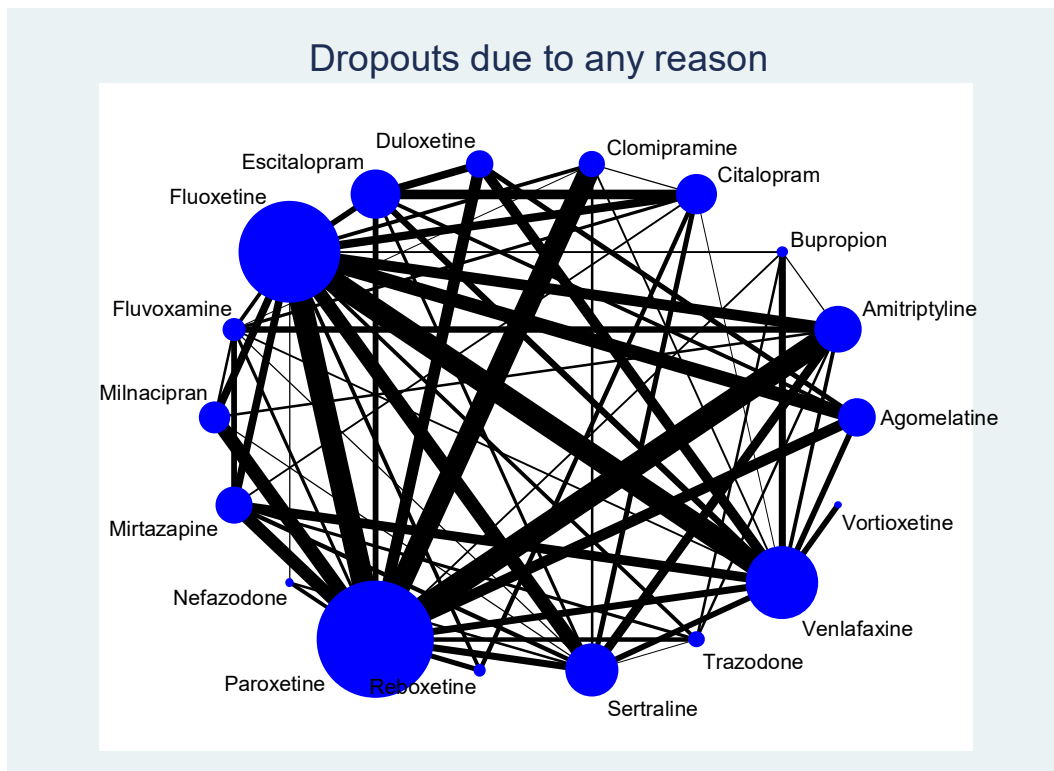 Dropouts due to any reason
Duloxetine
Clomipramine
Escitalopram
Citalopram
Fluoxetine
Bupropion
Fluvoxamine
Amitriptyline
Milnacipran
Agomelatine
Mirtazapine
Vortioxetine
Nefazodone
Venlafaxine
Trazodone
Paroxetine
Reboxetine
Sertraline